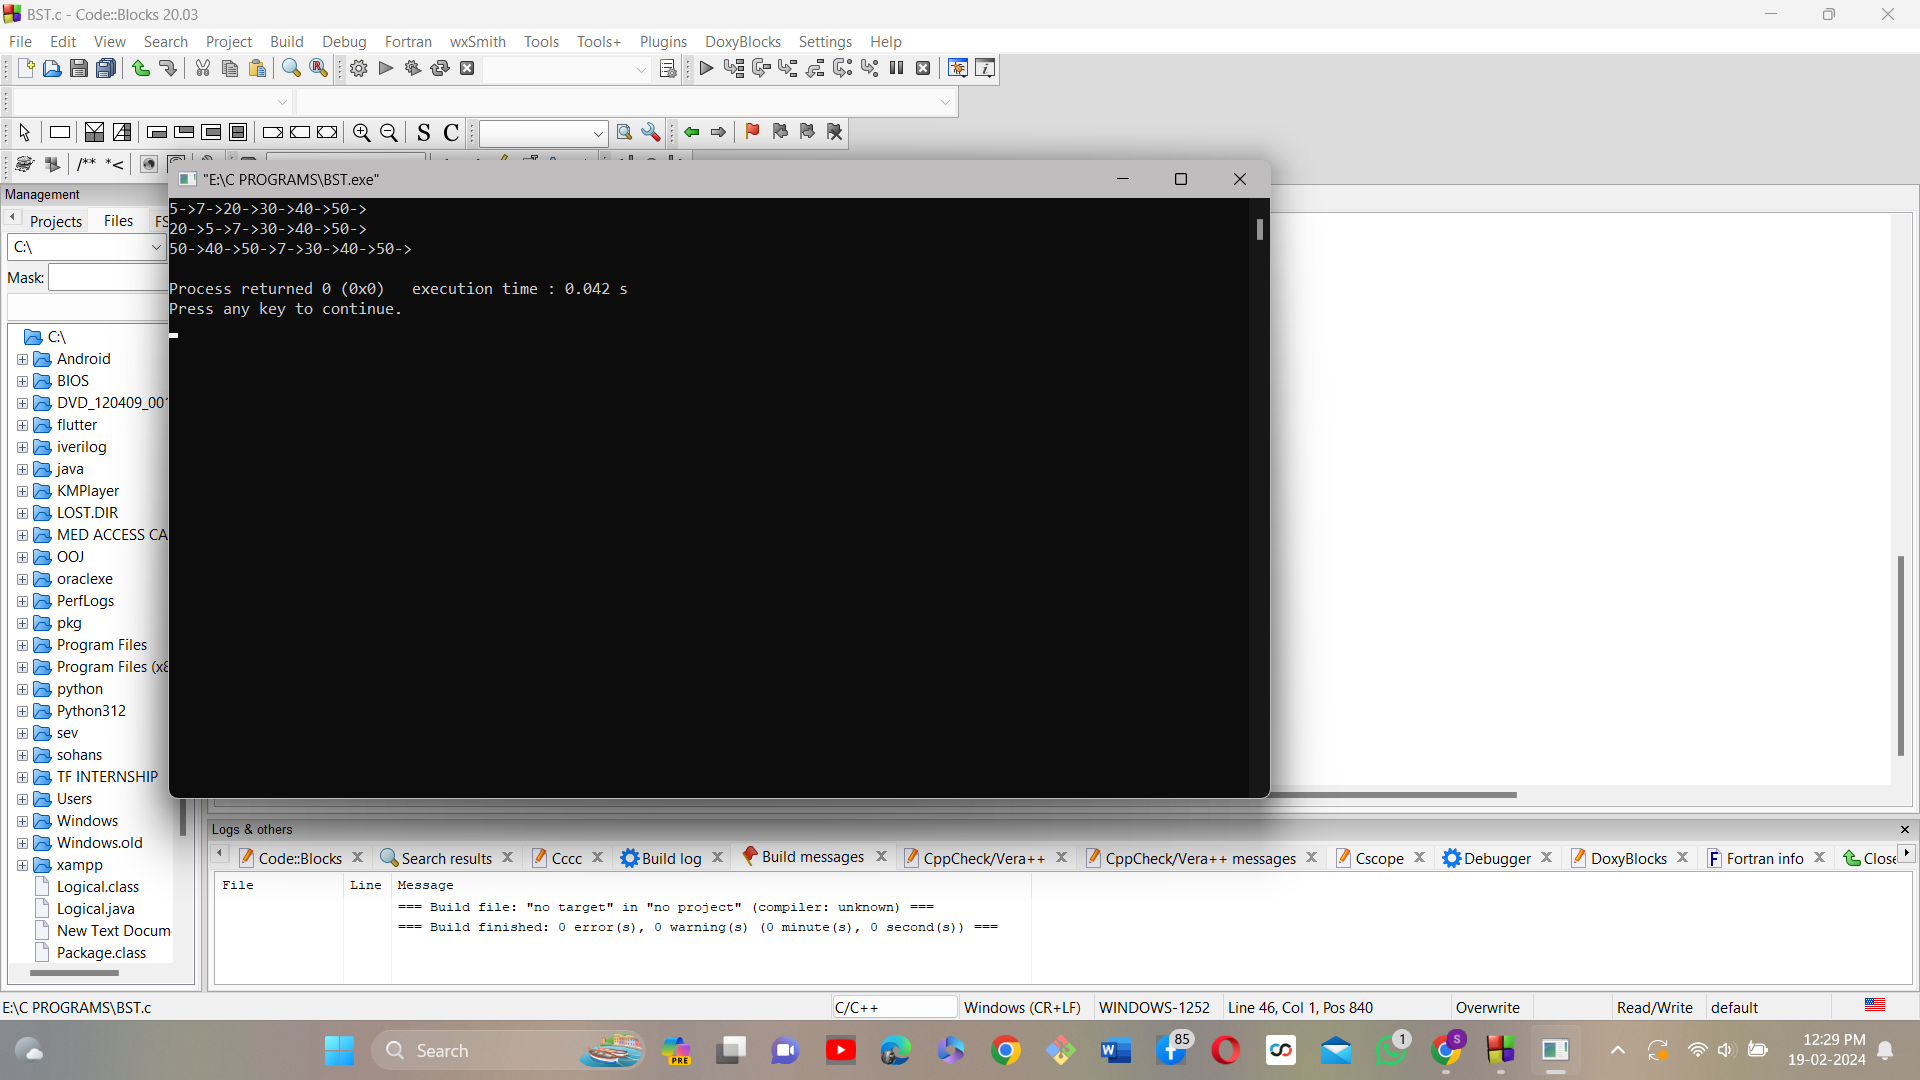 BST.c - Code::Blocks 20.03
File Edit View Search Project Build Debug Fortran wxSmith Tools Tools+ Plugins DoxyBlocks Settings Help
S C
/** *<
Management
Projects Files FS
C:\
Mask:
C:\
Android
BIOS
DVD_120409_001
flutter
iverilog
java
KMPlayer
LOST.DIR
MED ACCESS CA
OOJ
oraclexe
PerfLogs
pkg
Program Files
Program Files (x8
python
Python312
sev
sohans
TF INTERNSHIP
Users
Windows
Windows.old
xampp
Logical.class
Logical.java
New Text Docum
Package.class
"E:\C PROGRAMS\BST.exe"
5->7->20->30->40->50->
20->5->7->30->40->50->
50->40->50->7->30->40->50->
Process returned 0 (0x0)   execution time : 0.042 s
Press any key to continue.
Logs & others
Code::Blocks Search results Cccc Build log Build messages CppCheck/Vera++ CppCheck/Vera++ messages Cscope Debugger DoxyBlocks Fortran info Close
File Line Message
=== Build file: "no target" in "no project" (compiler: unknown) ===
=== Build finished: 0 error(s), 0 warning(s) (0 minute(s), 0 second(s)) ===
E:\C PROGRAMS\BST.c C/C++ Windows (CR+LF) WINDOWS-1252 Line 46, Col 1, Pos 840 Overwrite Read/Write default
Search PRE 85 1 S 12:29 PM
19-02-2024